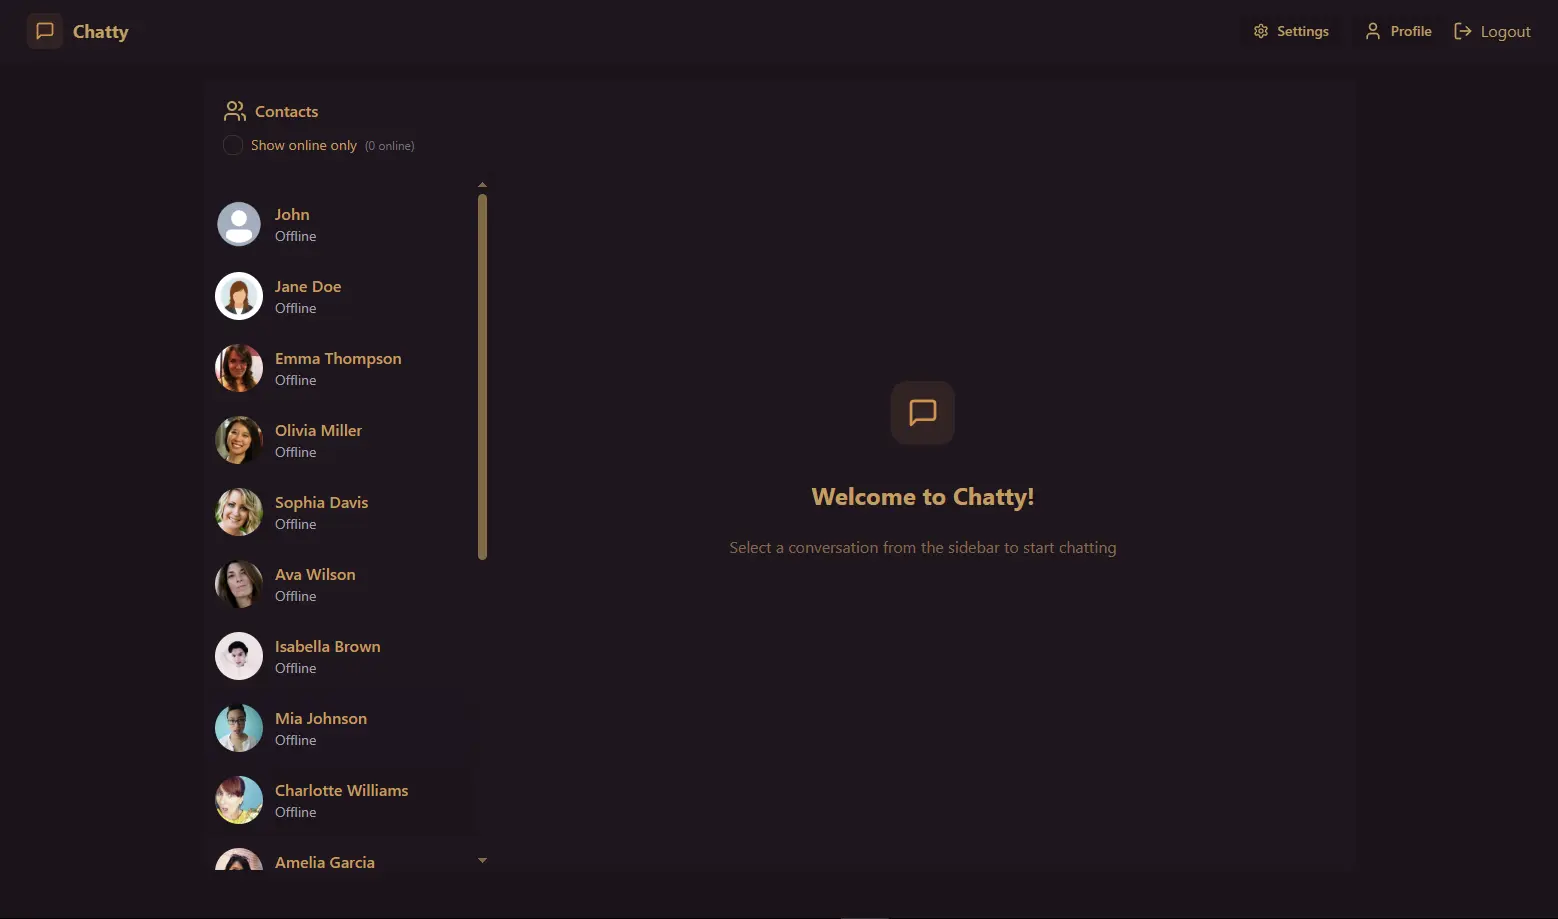 Chatty
Settings
Profile
Logout
Contacts
Show online only (0 online)
John
Offline
Jane Doe
Offline
Emma Thompson
Offline
Olivia Miller
Offline
Sophia Davis
Offline
Ava Wilson
Offline
Isabella Brown
Offline
Mia Johnson
Offline
Charlotte Williams
Offline
Amelia Garcia
Welcome to Chatty!
Select a conversation from the sidebar to start chatting